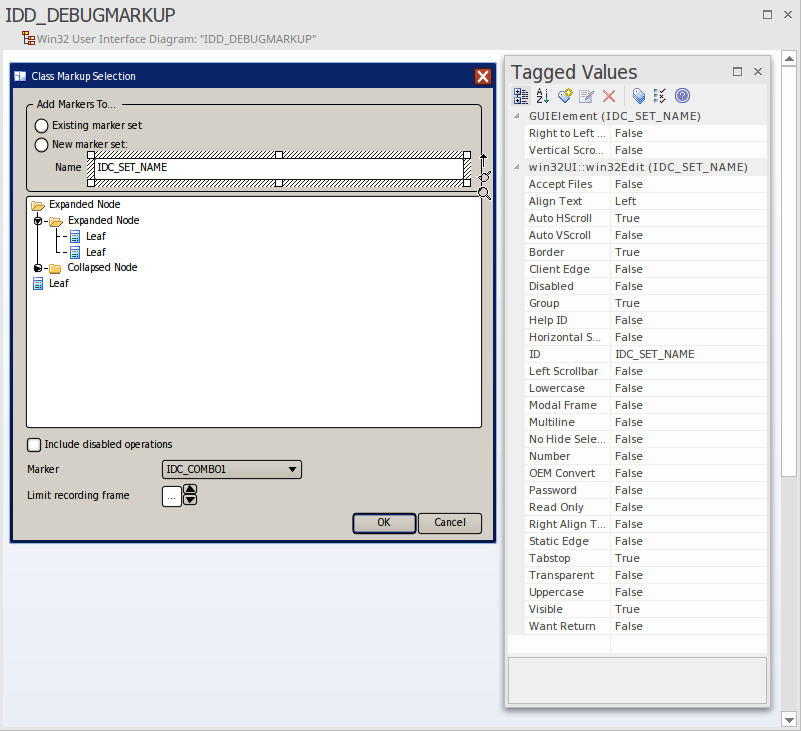 IDD_DEBUGMARKUP
Win32 User Interface Diagram: "IDD_DEBUGMARKUP"
Class Markup Selection
Add Markers To...
Existing marker set
New marker set:
Name IDC_SET_NAME
Expanded Node
Expanded Node
Leaf
Leaf
Collapsed Node
Leaf
Include disabled operations
Marker IDC_COMBO1
Limit recording frame ...
OK Cancel
Tagged Values
GUIElement (IDC_SET_NAME)
Right to Left ... False
Vertical Scro... False
win32UI::win32Edit (IDC_SET_NAME)
Accept Files False
Align Text Left
Auto HScroll True
Auto VScroll False
Border True
Client Edge False
Disabled False
Group True
Help ID False
Horizontal S... False
ID IDC_SET_NAME
Left Scrollbar False
Lowercase False
Modal Frame False
Multiline False
No Hide Sele... False
Number False
OEM Convert False
Password False
Read Only False
Right Align T... False
Static Edge False
Tabstop True
Transparent False
Uppercase False
Visible True
Want Return False